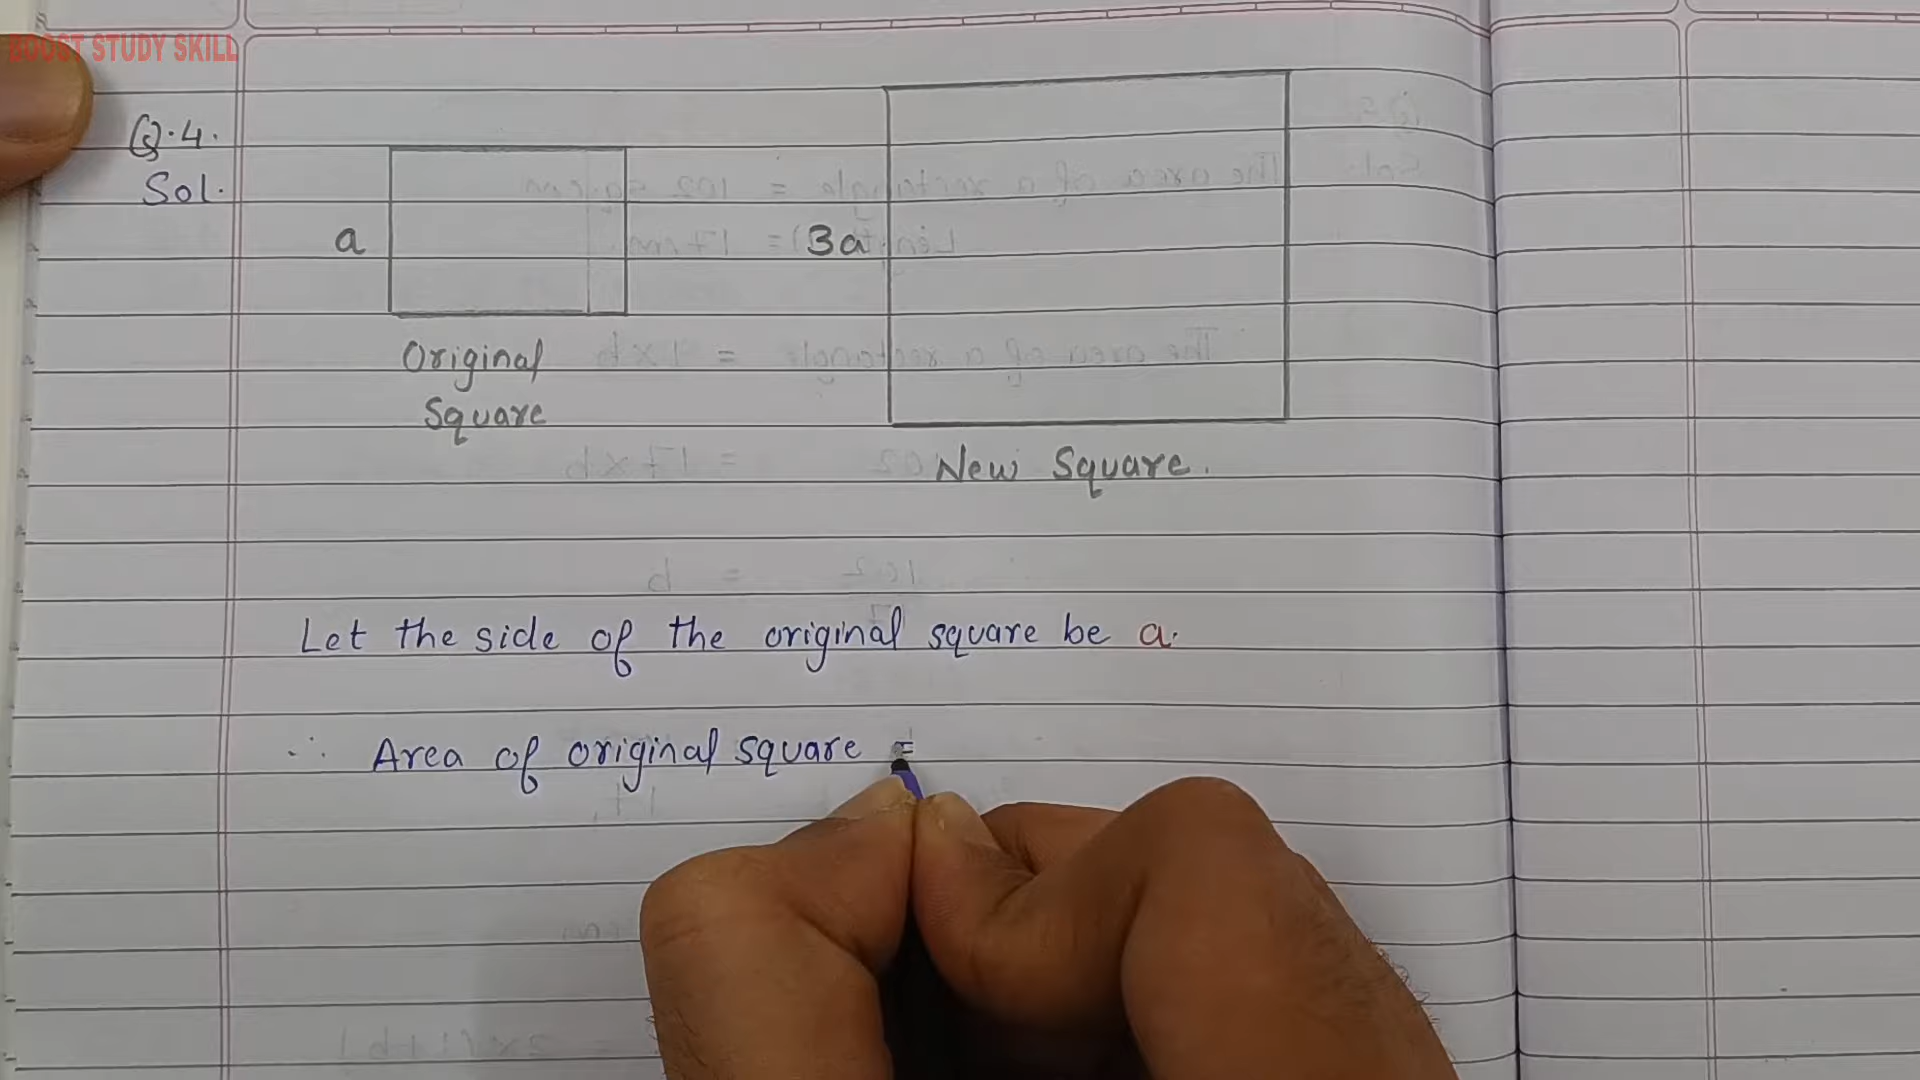 BOOST STUDY SKILL
Q.4.
Sol.
a
3a
Original
Square
New Square.
Let the side of the original square be a.
∴ Area of original square =